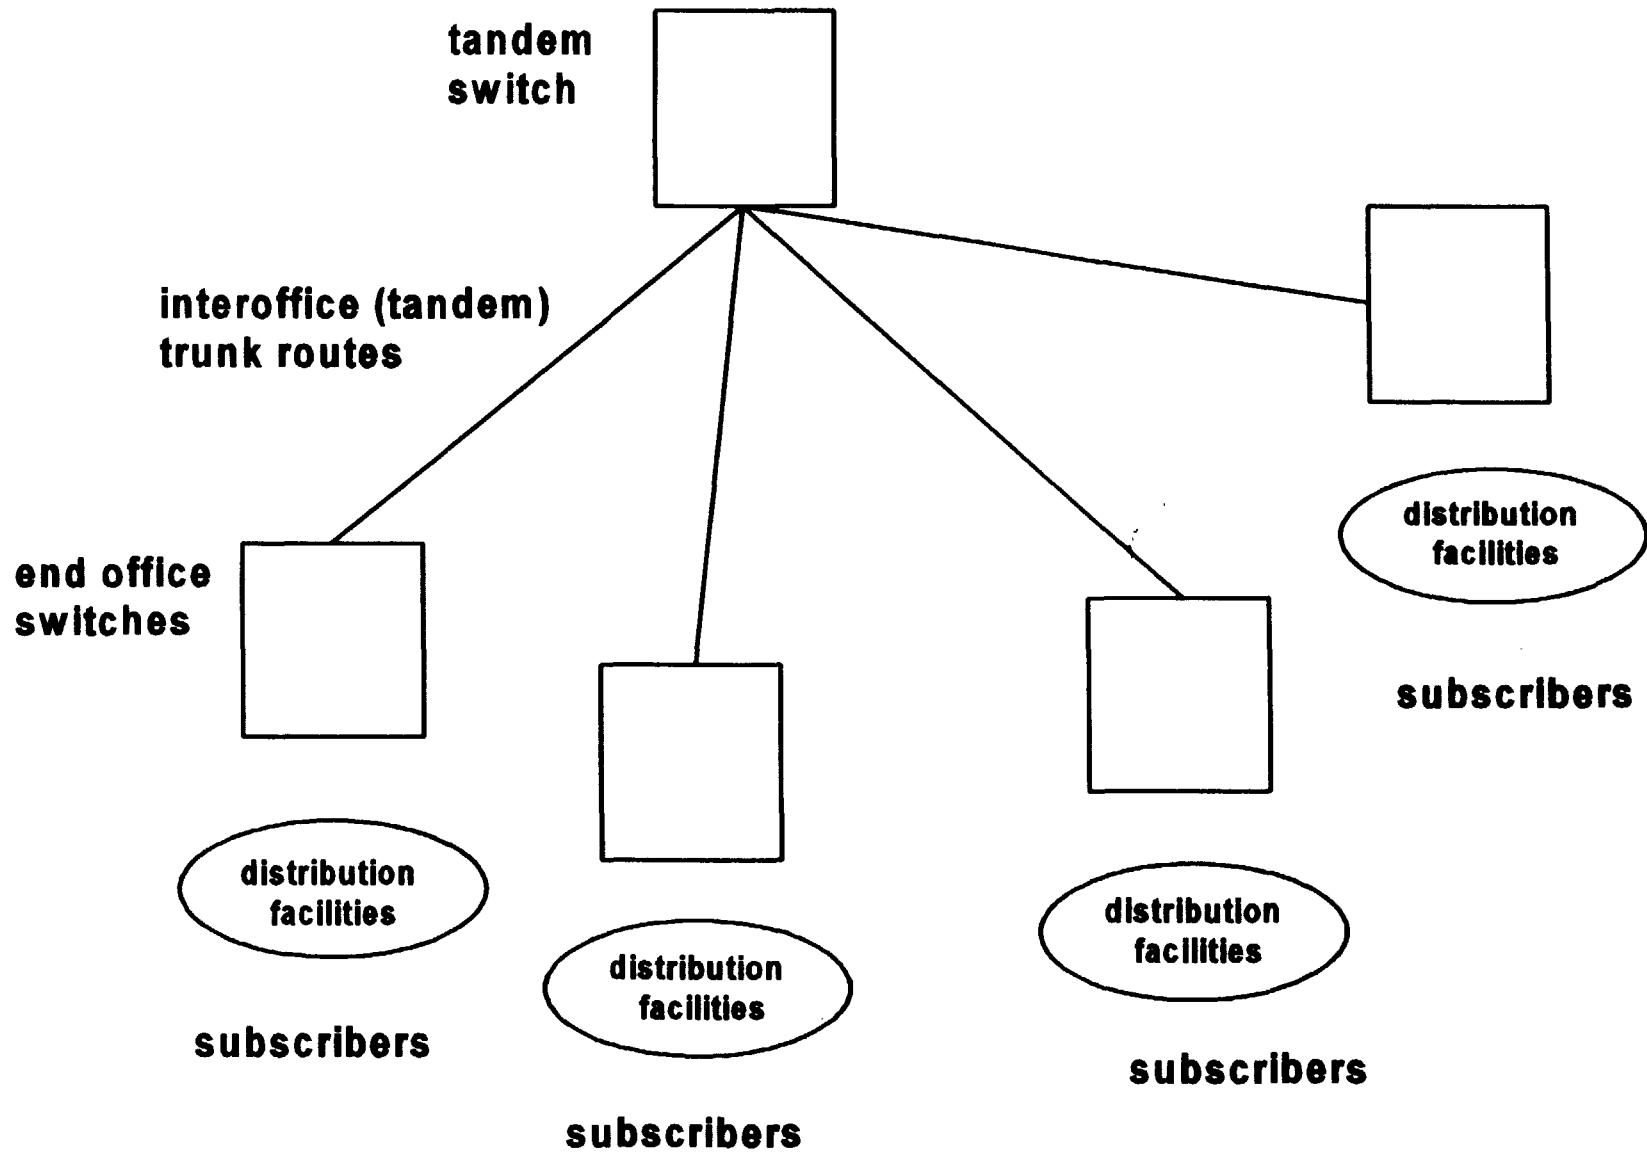 tandem
switch
interoffice (tandem)
trunk routes
end office
switches
distribution
facilities
subscribers
distribution
facilities
subscribers
distribution
facilities
subscribers
distribution
facilities
subscribers